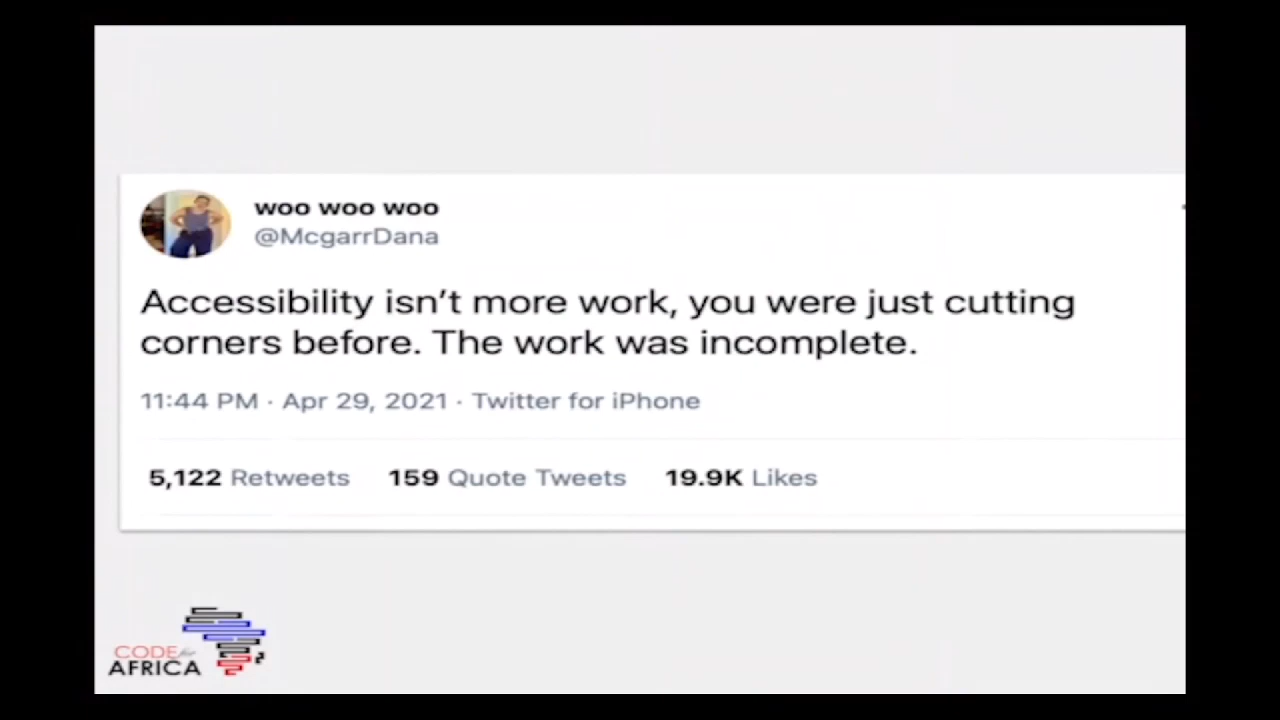 woo woo woo
@McgarrDana
Accessibility isn't more work, you were just cutting
corners before. The work was incomplete.
11:44 PM · Apr 29, 2021 · Twitter for iPhone
5,122 Retweets 159 Quote Tweets 19.9K Likes
CODE for
AFRICA